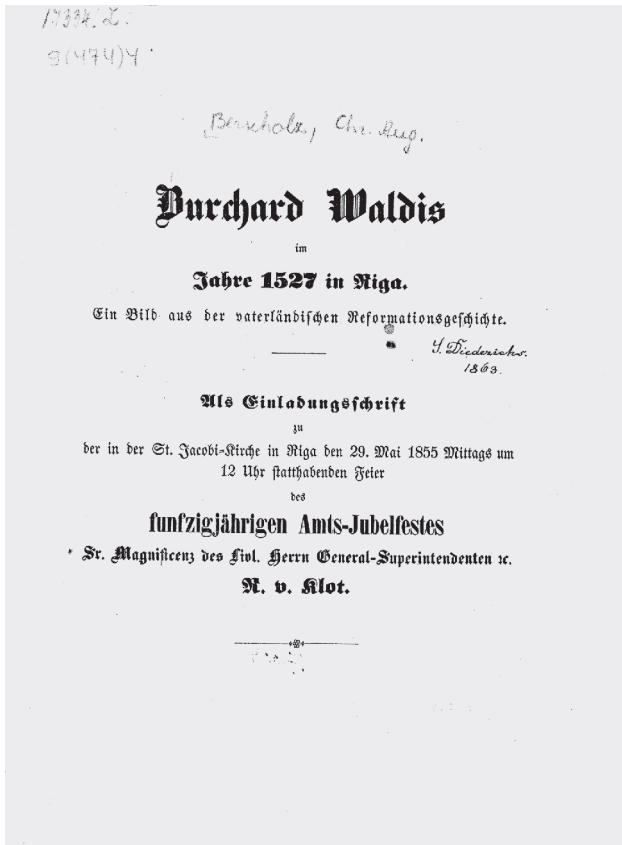 17334. L.
9(474)4
Berkholz, Chr. Aug.
Burchard Waldis
im
Jahre 1527 in Riga.
Ein Bild aus der vaterländischen Reformationsgeschichte.
Diederichs.
1863.
Als Einladungsschrift
zu
der in der St. Jacobi-Kirche in Riga den 29. Mai 1855 Mittags um
12 Uhr statthabenden Feier
des
funfzigjährigen Amts-Jubelfestes
Sr. Magnificenz des Livl. Herrn General-Superintendenten ꝛc.
R. v. Klot.